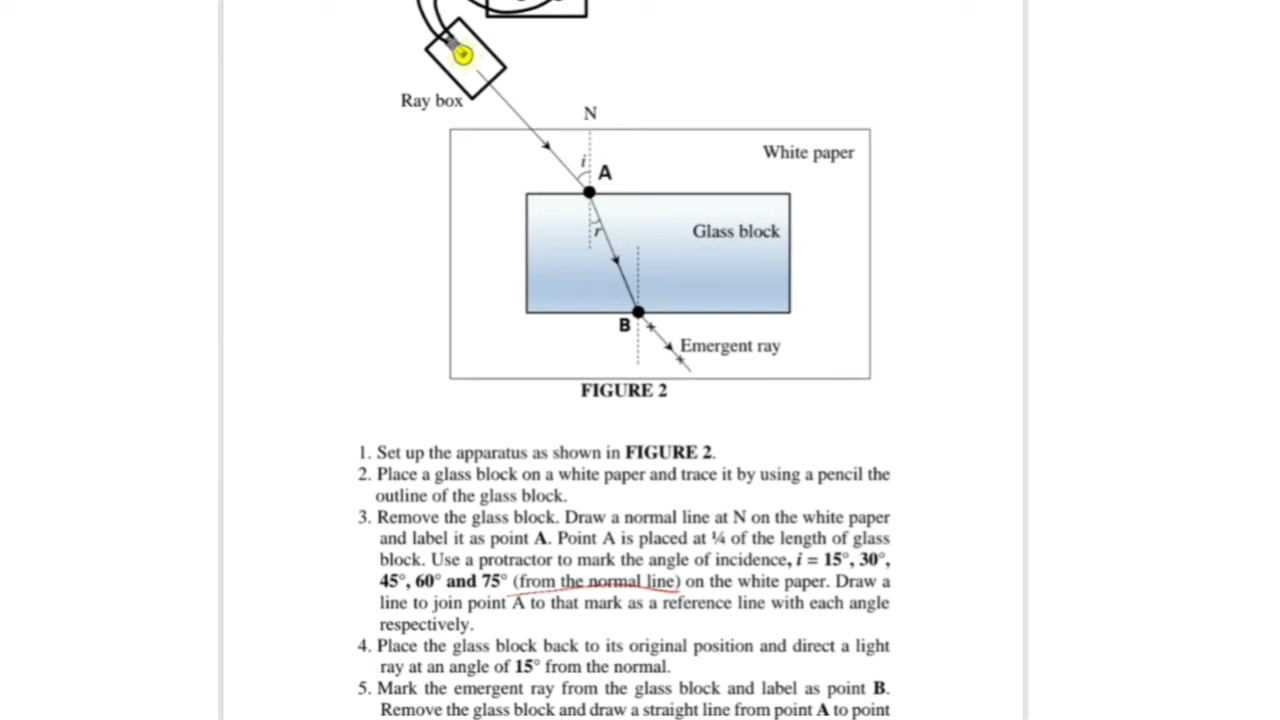 Ray box
N
White paper
i
A
Glass block
r
B
Emergent ray
FIGURE 2
1. Set up the apparatus as shown in FIGURE 2.
2. Place a glass block on a white paper and trace it by using a pencil the
outline of the glass block.
3. Remove the glass block. Draw a normal line at N on the white paper
and label it as point A. Point A is placed at ¼ of the length of glass
block. Use a protractor to mark the angle of incidence, i = 15°, 30°,
45°, 60° and 75° (from the normal line) on the white paper. Draw a
line to join point A to that mark as a reference line with each angle
respectively.
4. Place the glass block back to its original position and direct a light
ray at an angle of 15° from the normal.
5. Mark the emergent ray from the glass block and label as point B.
Remove the glass block and draw a straight line from point A to point